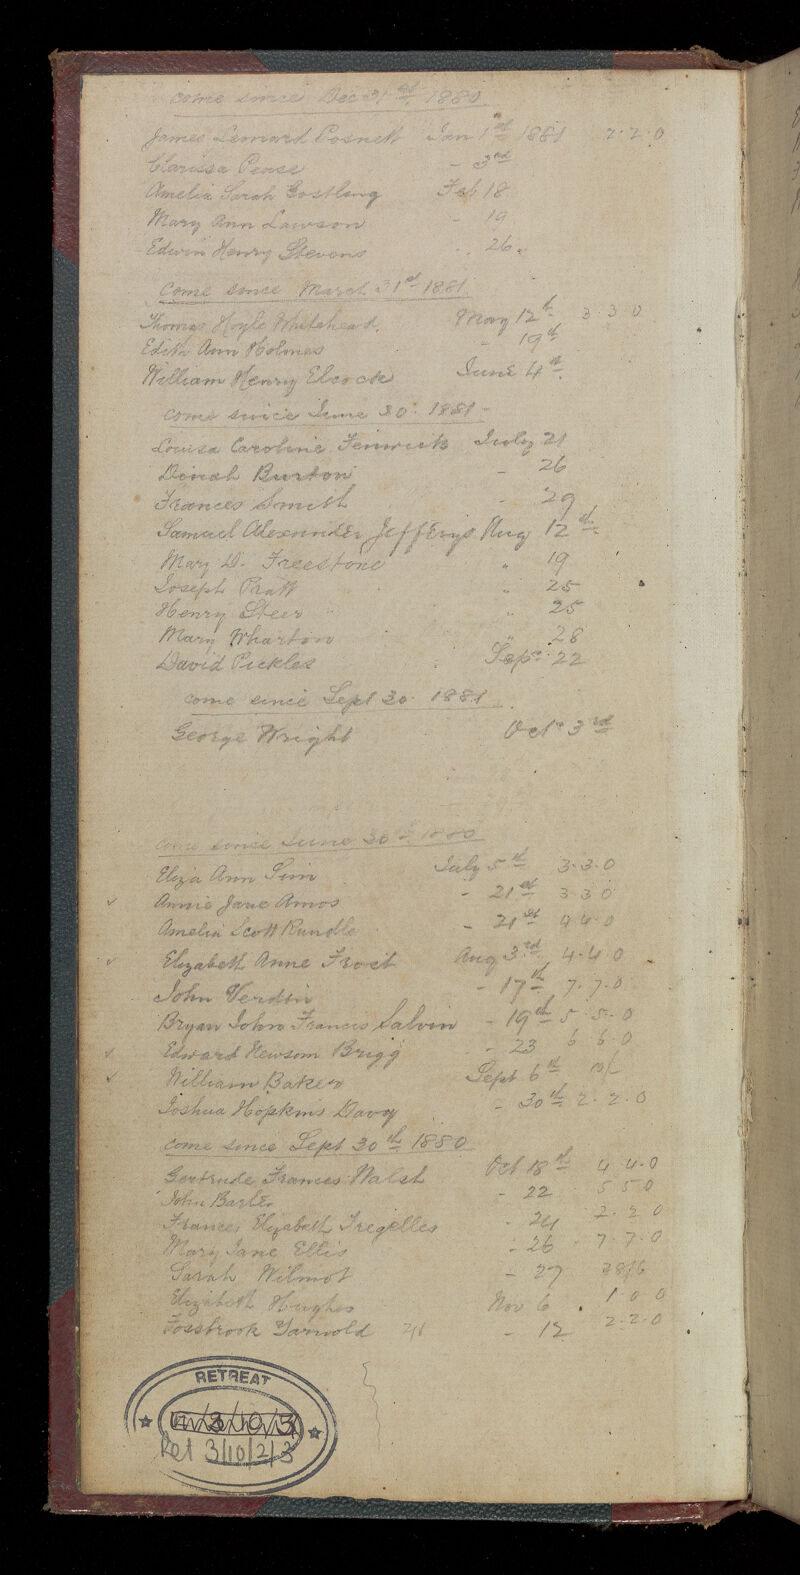 come since Dec 31st 1880
James Leonard Posnett Jan 1st 1881 2.2.0
Clarissa Pease - 3rd
Amelia Sarah Gostling Feb 18
Mary Ann Lawson - 19
Edwin Henry Stevens - 26.
Come since March 31st 1881
Thomas Hoyle Whitehead. May 12th 3 3 0
Edith Ann Holmes - 19th
William Henry Elcock June 4th
come since June 30. 1881-
Louisa Caroline Fenwick July 21
Dinah Burton - 26
Frances Smith - 29
Samuel Alexander Jefferys Aug 12th
Mary D. Freestone " 19
Joseph Pratt " 25
Henry Steer " 25
Mary Wharton " 28
David Pickles Sep. 22
come since Sept 30. 1881
George Wright Oct. 3rd
come since June 30th 1880
Eliza Ann Sim July 5th 3.3.0
✓ Annie Jane Amos - 21st 3 3 0
Amelia Scott Rundle - 21st 4 4.0
✓ Elizabeth Anne Frost Aug 3rd 4.4.0
John Verdin - 17th 7.7.0
Bryan John Francis Salvin - 19th 5 5.0
✓ Edward Newsom Brigg - 23 6 6.0
✓ William Baker Sept 6th 10/-
Joshua Hopkins Davy - 30th 2.2.0
come since Sept 30th 1880
Gertrude Frances Walsh Oct 18th 4 4.0
John Baxter - 22 5 5 0
Frances Elizabeth Tregelles - 24 2.2 0
Mary Jane Ellis - 26 7.7.0
Sarah Wilmot - 27
Elizabeth Hughes Nov 6 . 1 0 0
Fossbrook Yarnold - 12 2.2.0
RETREAT
Ret 3/10/2/3